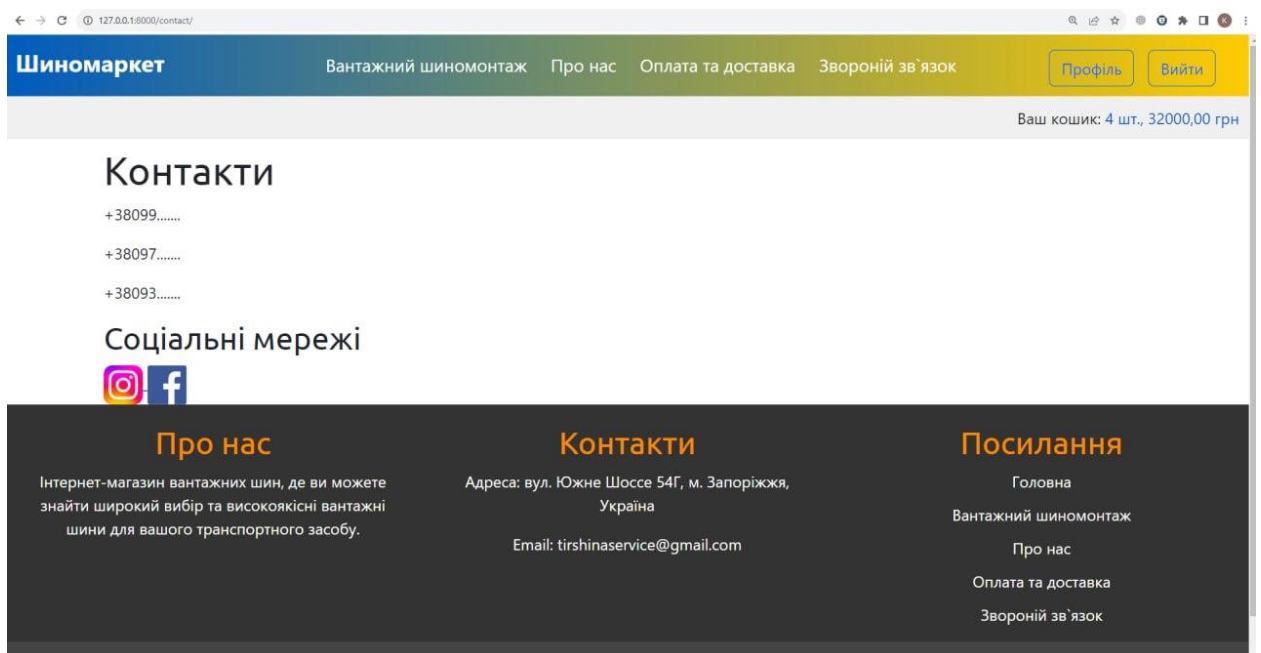 127.0.0.1:8000/contact/
Шиномаркет
Вантажний шиномонтаж Про нас Оплата та доставка Звороній зв`язок
Профіль Вийти
Ваш кошик: 4 шт., 32000,00 грн
Контакти
+38099.......
+38097.......
+38093.......
Соціальні мережі
Про нас
Інтернет-магазин вантажних шин, де ви можете
знайти широкий вибір та високоякісні вантажні
шини для вашого транспортного засобу.
Контакти
Адреса: вул. Южне Шоссе 54Г, м. Запоріжжя,
Україна
Email: tirshinaservice@gmail.com
Посилання
Головна
Вантажний шиномонтаж
Про нас
Оплата та доставка
Звороній зв`язок